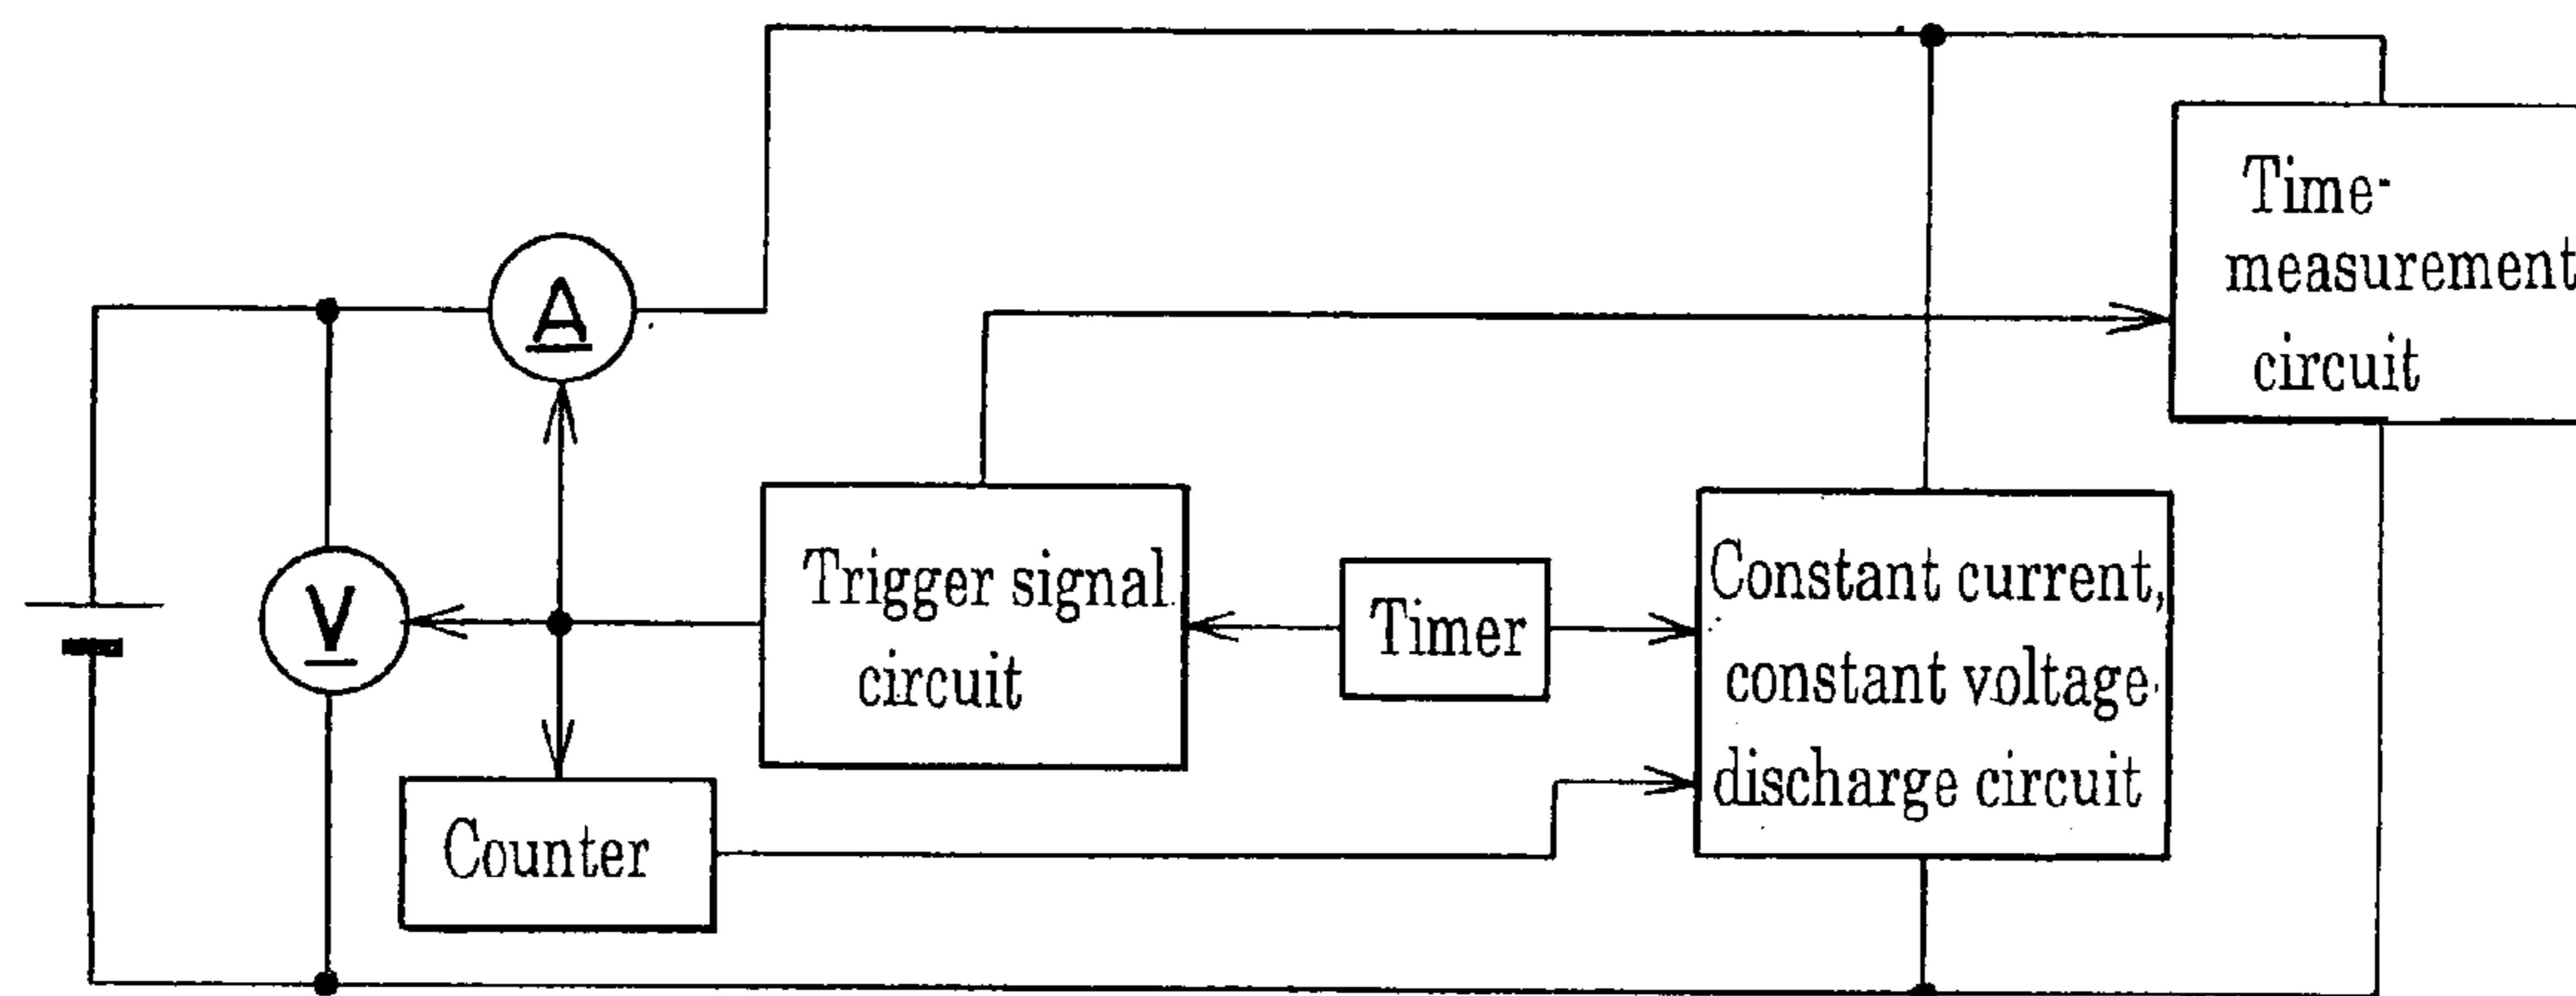 Time-
measurement
circuit
A
V
Trigger signal
circuit
Timer
Constant current,
constant voltage
discharge circuit
Counter